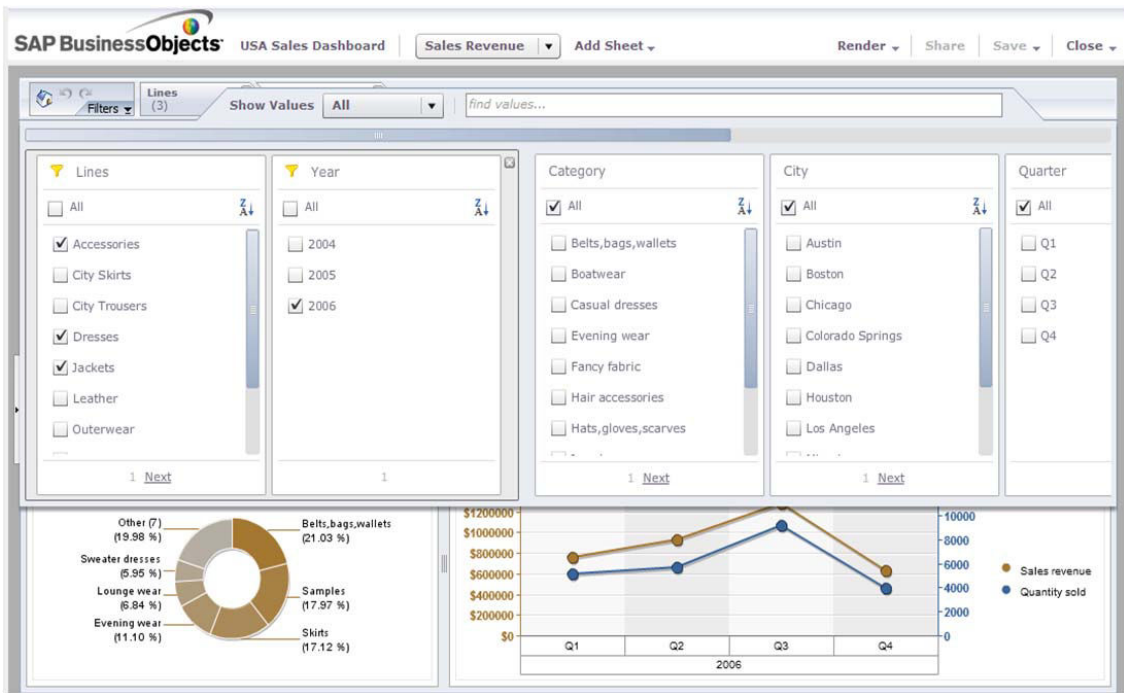 SAP BusinessObjects USA Sales Dashboard Sales Revenue Add Sheet Render Share Save Close
Filters
Lines
(3)
Show Values All find values...
Lines
All
Accessories
City Skirts
City Trousers
Dresses
Jackets
Leather
Outerwear
1 Next
Year
All
2004
2005
2006
1
Category
All
Belts,bags,wallets
Boatwear
Casual dresses
Evening wear
Fancy fabric
Hair accessories
Hats,gloves,scarves
1 Next
City
All
Austin
Boston
Chicago
Colorado Springs
Dallas
Houston
Los Angeles
1 Next
Quarter
All
Q1
Q2
Q3
Q4
Other (7)
(19.98 %)
Sweater dresses
(5.95 %)
Lounge wear
(6.84 %)
Evening wear
(11.10 %)
Belts,bags,wallets
(21.03 %)
Samples
(17.97 %)
Skirts
(17.12 %)
$1200000
$1000000
$800000
$600000
$400000
$200000
$0
10000
8000
6000
4000
2000
0
Q1 Q2 Q3 Q4
2006
Sales revenue
Quantity sold